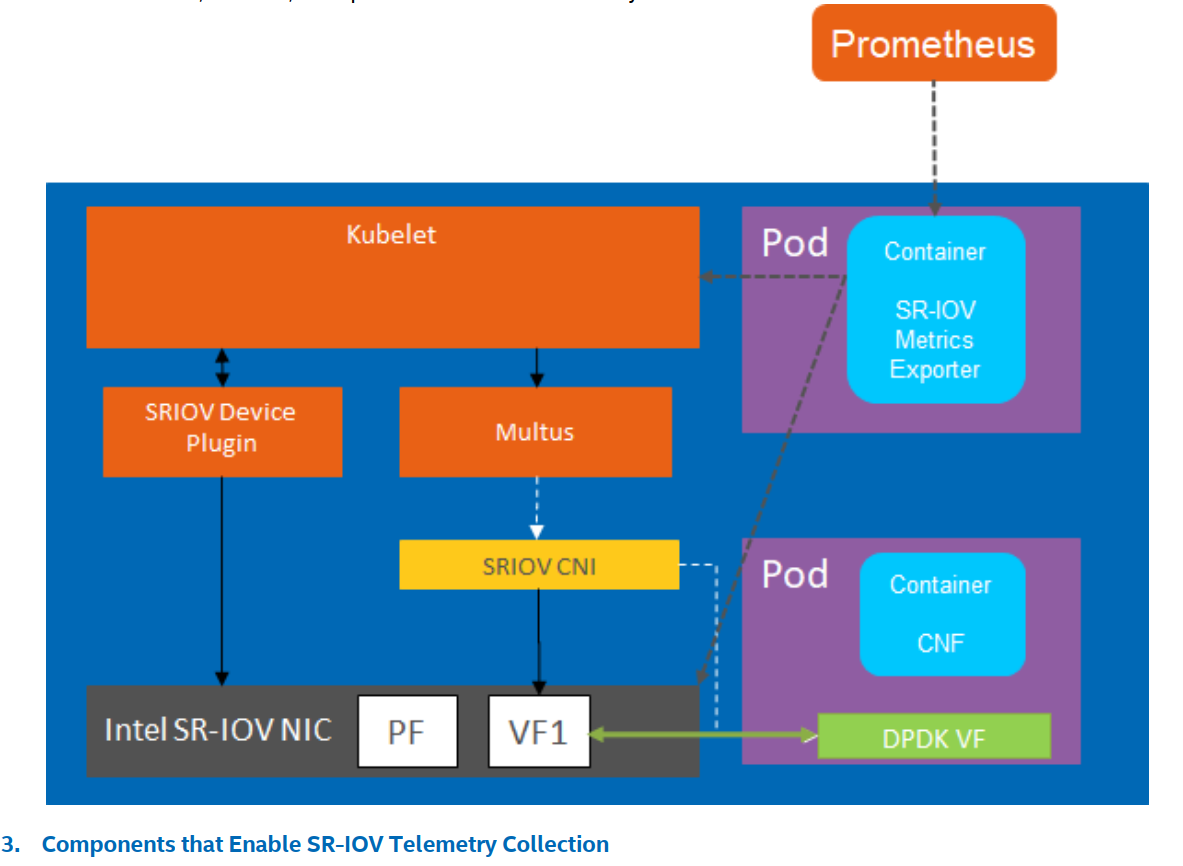 Prometheus
Kubelet
Pod
Container
SR-IOV
Metrics
Exporter
SRIOV Device
Plugin
Multus
SRIOV CNI
Pod
Container
CNF
Intel SR-IOV NIC
PF
VF1
DPDK VF
3. Components that Enable SR-IOV Telemetry Collection